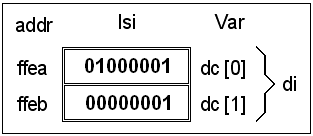 addr Isi Var
ffea 01000001 dc [0]
ffeb 00000001 dc [1]
di